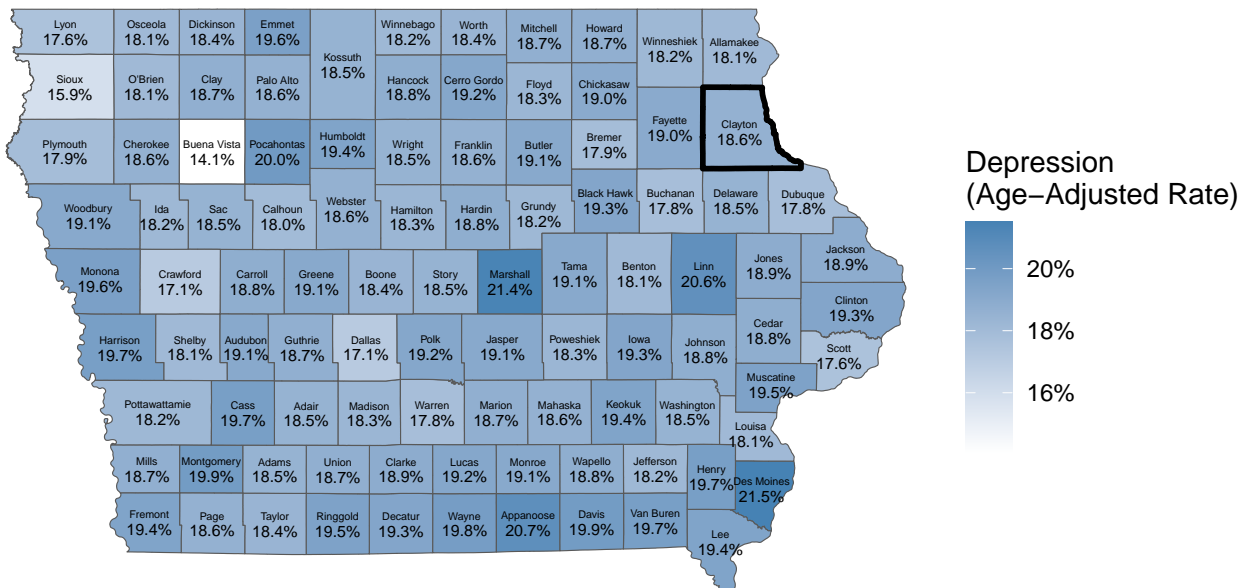 Lyon
17.6%
Osceola
18.1%
Dickinson
18.4%
Emmet
19.6%
Kossuth
18.5%
Winnebago
18.2%
Worth
18.4%
Mitchell
18.7%
Howard
18.7%
Winneshiek
18.2%
Allamakee
18.1%
Sioux
15.9%
O'Brien
18.1%
Clay
18.7%
Palo Alto
18.6%
Hancock
18.8%
Cerro Gordo
19.2%
Floyd
18.3%
Chickasaw
19.0%
Fayette
19.0%
Clayton
18.6%
Plymouth
17.9%
Cherokee
18.6%
Buena Vista
14.1%
Pocahontas
20.0%
Humboldt
19.4%
Wright
18.5%
Franklin
18.6%
Butler
19.1%
Bremer
17.9%
Woodbury
19.1%
Ida
18.2%
Sac
18.5%
Calhoun
18.0%
Webster
18.6%
Hamilton
18.3%
Hardin
18.8%
Grundy
18.2%
Black Hawk
19.3%
Buchanan
17.8%
Delaware
18.5%
Dubuque
17.8%
Monona
19.6%
Crawford
17.1%
Carroll
18.8%
Greene
19.1%
Boone
18.4%
Story
18.5%
Marshall
21.4%
Tama
19.1%
Benton
18.1%
Linn
20.6%
Jones
18.9%
Jackson
18.9%
Clinton
19.3%
Harrison
19.7%
Shelby
18.1%
Audubon
19.1%
Guthrie
18.7%
Dallas
17.1%
Polk
19.2%
Jasper
19.1%
Poweshiek
18.3%
Iowa
19.3%
Johnson
18.8%
Cedar
18.8%
Scott
17.6%
Muscatine
19.5%
Pottawattamie
18.2%
Cass
19.7%
Adair
18.5%
Madison
18.3%
Warren
17.8%
Marion
18.7%
Mahaska
18.6%
Keokuk
19.4%
Washington
18.5%
Louisa
18.1%
Mills
18.7%
Montgomery
19.9%
Adams
18.5%
Union
18.7%
Clarke
18.9%
Lucas
19.2%
Monroe
19.1%
Wapello
18.8%
Jefferson
18.2%
Henry
19.7%
Des Moines
21.5%
Fremont
19.4%
Page
18.6%
Taylor
18.4%
Ringgold
19.5%
Decatur
19.3%
Wayne
19.8%
Appanoose
20.7%
Davis
19.9%
Van Buren
19.7%
Lee
19.4%
Depression
(Age−Adjusted Rate)
20%
18%
16%